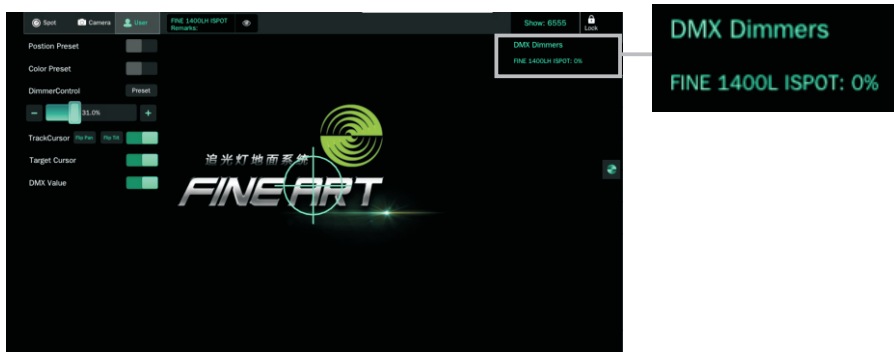 Spot Camera User FINE 1400LH ISPOT Show: 6555
Remarks: Lock
Postion Preset
Color Preset
DimmerControl Preset
− 31.0% +
TrackCursor Flip Pan Flip Tilt
Target Cursor
DMX Value
DMX Dimmers
FINE 1400LH ISPOT: 0%
追光灯地面系统
FINE ART
DMX Dimmers
FINE 1400L ISPOT: 0%